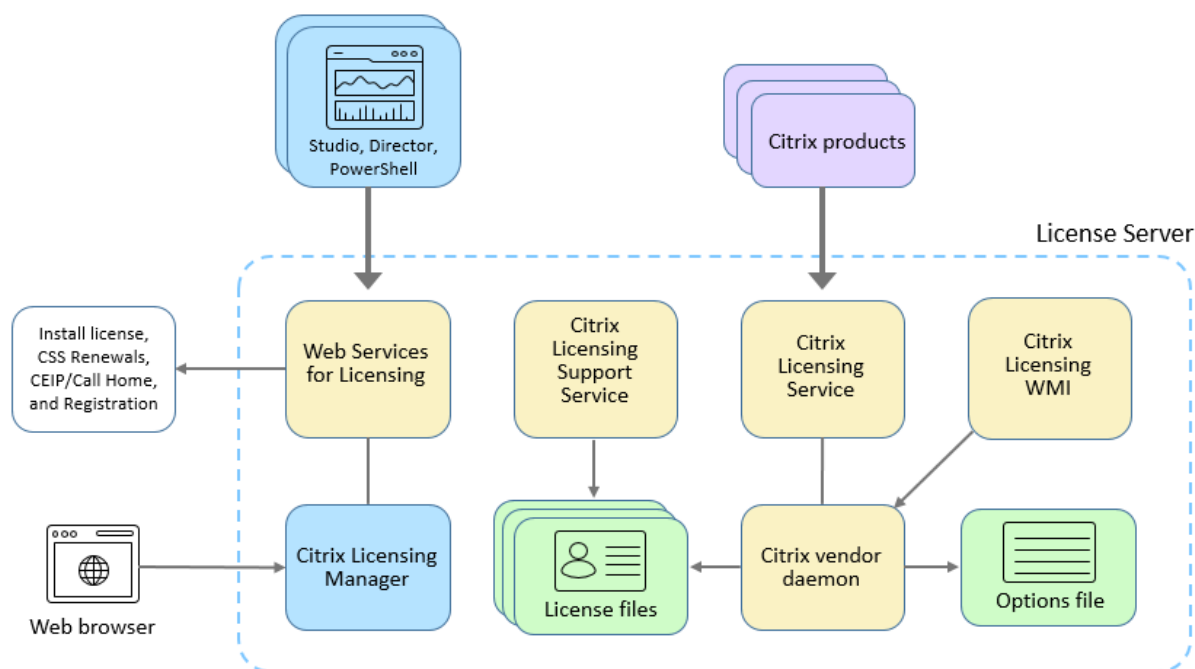 Studio, Director,
PowerShell
Citrix products
License Server
Install license,
CSS Renewals,
CEIP/Call Home,
and Registration
Web Services
for Licensing
Citrix
Licensing
Support
Service
Citrix
Licensing
Service
Citrix
Licensing
WMI
Web browser
Citrix Licensing
Manager
License files
Citrix vendor
daemon
Options file